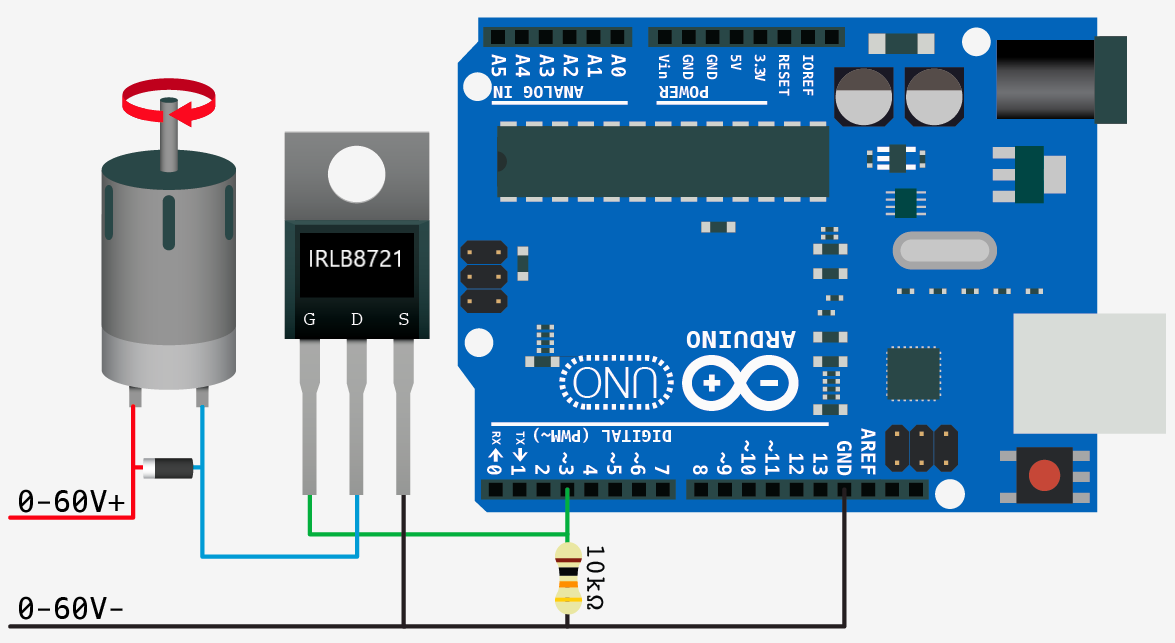 A5 A4 A3 A2 A1 A0
ANALOG IN
Vin GND GND 5V 3.3V RESET IOREF
POWER
IRLB8721
G D S
ARDUINO
UNO
DIGITAL (PWM~)
RX TX
0 1 2 ~3 4 ~5 ~6 7 8 ~9 ~10 ~11 12 13 GND AREF
0-60V+
10kΩ
0-60V-